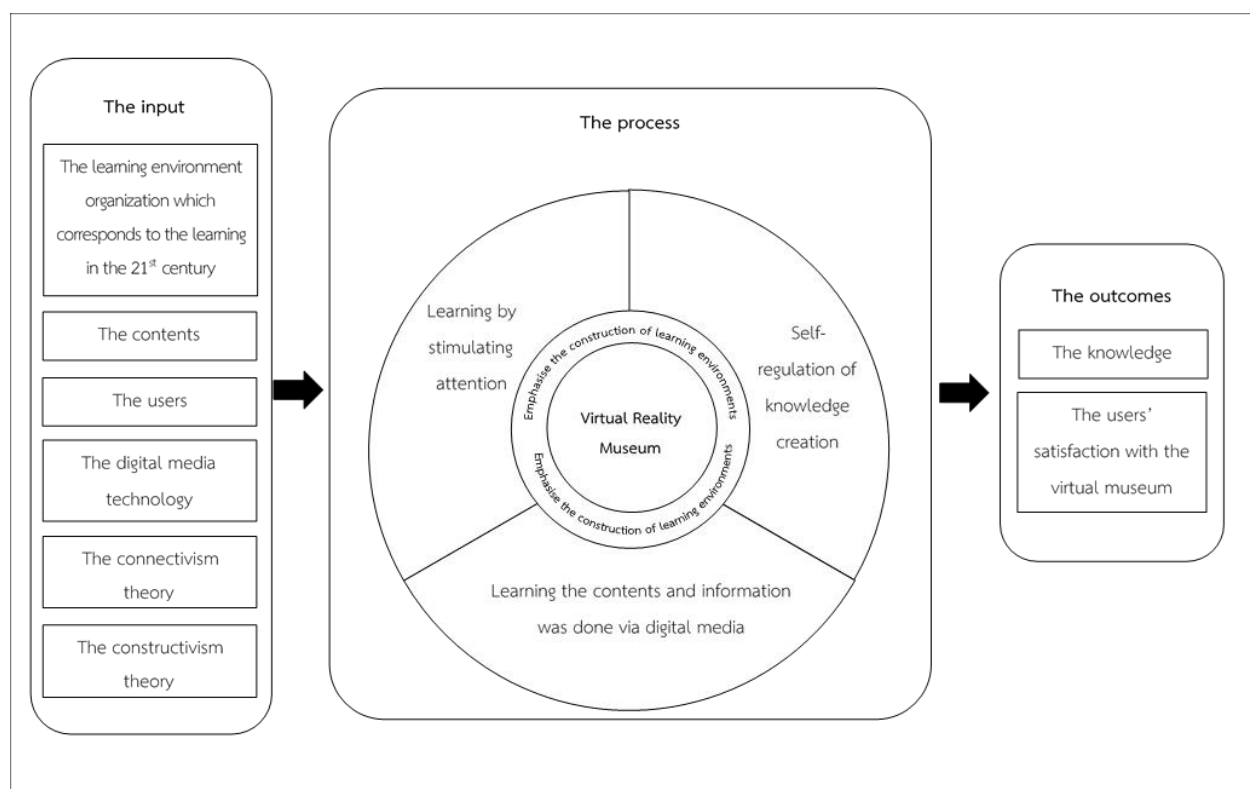 The input
The learning environment
organization which
corresponds to the learning
in the 21st century
The contents
The users
The digital media
technology
The connectivism
theory
The constructivism
theory
The process
Learning by
stimulating
attention
Self-
regulation of
knowledge
creation
Emphasise the construction of learning environments
Virtual Reality
Museum
Emphasise the construction of learning environments
Learning the contents and information
was done via digital media
The outcomes
The knowledge
The users’
satisfaction with the
virtual museum